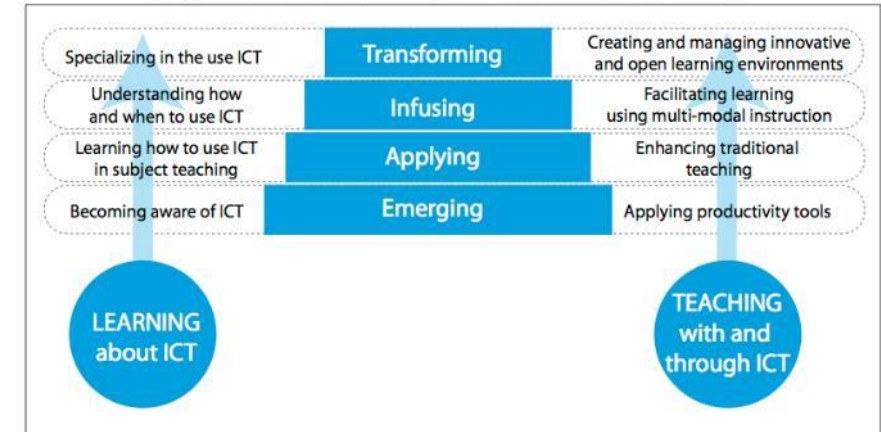 Specializing in the use ICT
Transforming
Creating and managing innovative
and open learning environments
Understanding how
and when to use ICT
Infusing
Facilitating learning
using multi-modal instruction
Learning how to use ICT
in subject teaching
Applying
Enhancing traditional
teaching
Becoming aware of ICT
Emerging
Applying productivity tools
LEARNING
about ICT
TEACHING
with and
through ICT